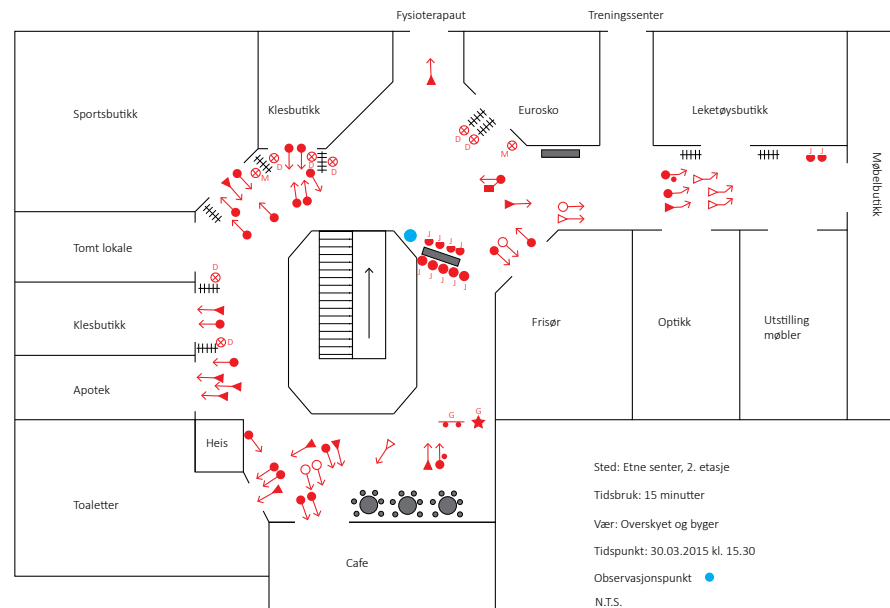 Fysioterapaut
Treningssenter
Sportsbutikk
Klesbutikk
Eurosko
Leketøysbutikk
Møbelbutikk
D
D
M
J
J
D
M
D
D
Tomt lokale
D
J
J
J
J
J
J
J
J
J
Klesbutikk
Frisør
Optikk
Utstilling
møbler
D
Apotek
Heis
G
G
Toaletter
Cafe
Sted: Etne senter, 2. etasje
Tidsbruk: 15 minutter
Vær: Overskyet og byger
Tidspunkt: 30.03.2015 kl. 15.30
Observasjonspunkt
N.T.S.